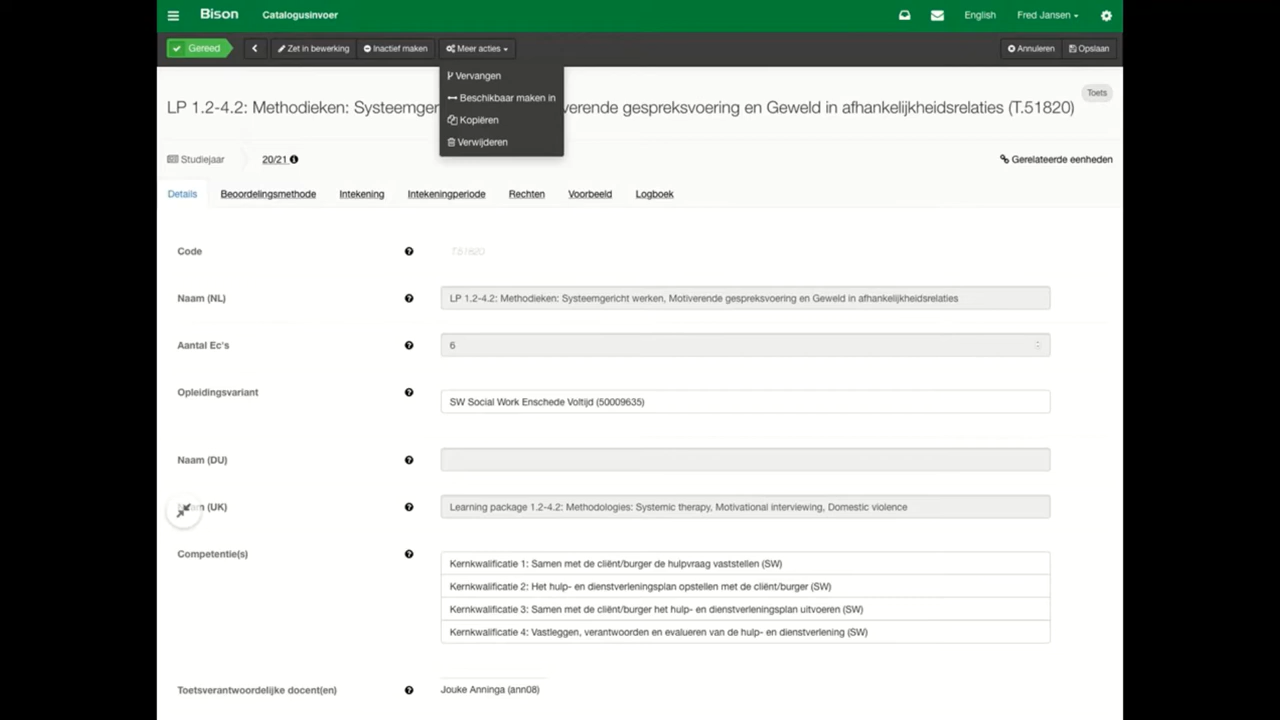 Bison Catalogusinvoer English Fred Jansen
Gereed Zet in bewerking Inactief maken Meer acties Annuleren Opslaan
Vervangen
Beschikbaar maken in
Kopiëren
Verwijderen
Toets
LP 1.2-4.2: Methodieken: Systeemger verende gespreksvoering en Geweld in afhankelijkheidsrelaties (T.51820)
Studiejaar 20/21 Gerelateerde eenheden
Details Beoordelingsmethode Intekening Intekeningperiode Rechten Voorbeeld Logboek
Code T.51820
Naam (NL) LP 1.2-4.2: Methodieken: Systeemgericht werken, Motiverende gespreksvoering en Geweld in afhankelijkheidsrelaties
Aantal Ec's 6
Opleidingsvariant SW Social Work Enschede Voltijd (50009635)
Naam (DU)
(UK) Learning package 1.2-4.2: Methodologies: Systemic therapy, Motivational interviewing, Domestic violence
Competentie(s) Kernkwalificatie 1: Samen met de cliënt/burger de hulpvraag vaststellen (SW)
Kernkwalificatie 2: Het hulp- en dienstverleningsplan opstellen met de cliënt/burger (SW)
Kernkwalificatie 3: Samen met de cliënt/burger het hulp- en dienstverleningsplan uitvoeren (SW)
Kernkwalificatie 4: Vastleggen, verantwoorden en evalueren van de hulp- en dienstverlening (SW)
Toetsverantwoordelijke docent(en) Jouke Anninga (ann08)